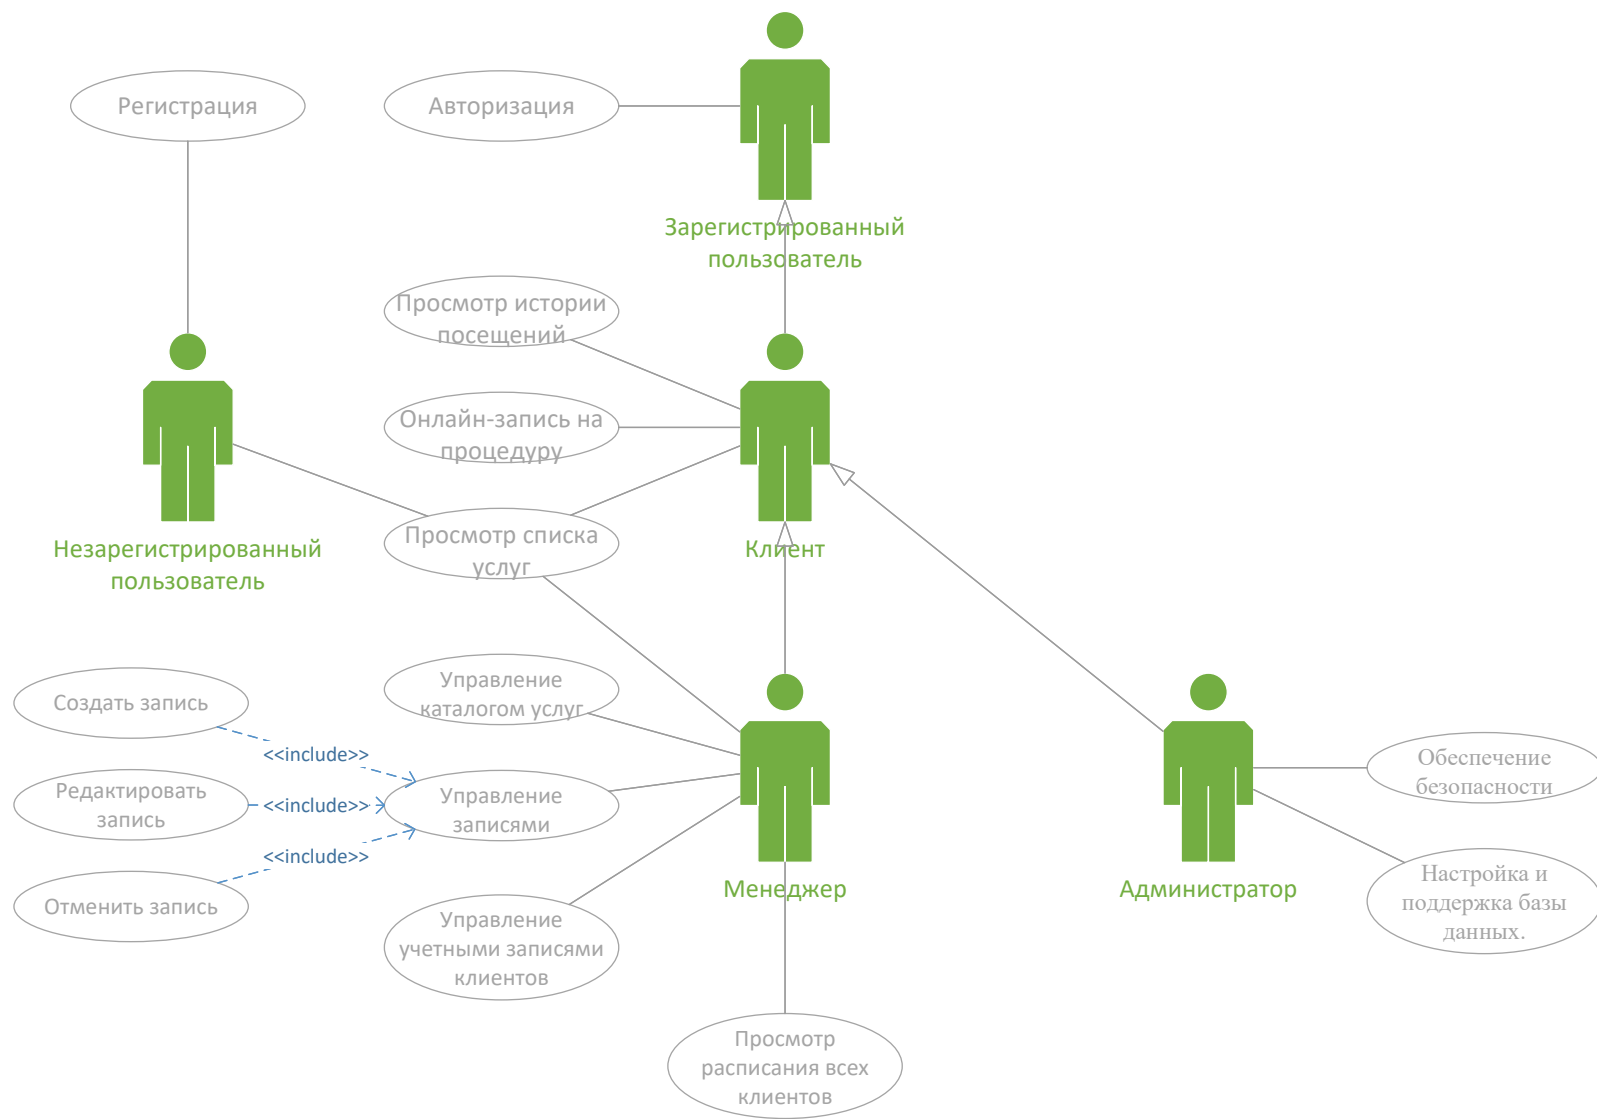 Регистрация
Авторизация
Зарегистрированный
пользователь
Просмотр истории
посещений
Онлайн-запись на
процедуру
Просмотр списка
услуг
Незарегистрированный
пользователь
Клиент
Создать запись
<<include>>
Редактировать
запись
<<include>>
<<include>>
Отменить запись
Управление
каталогом услуг
Управление
записями
Управление
учетными записями
клиентов
Менеджер
Просмотр
расписания всех
клиентов
Администратор
Обеспечение
безопасности
Настройка и
поддержка базы
данных.